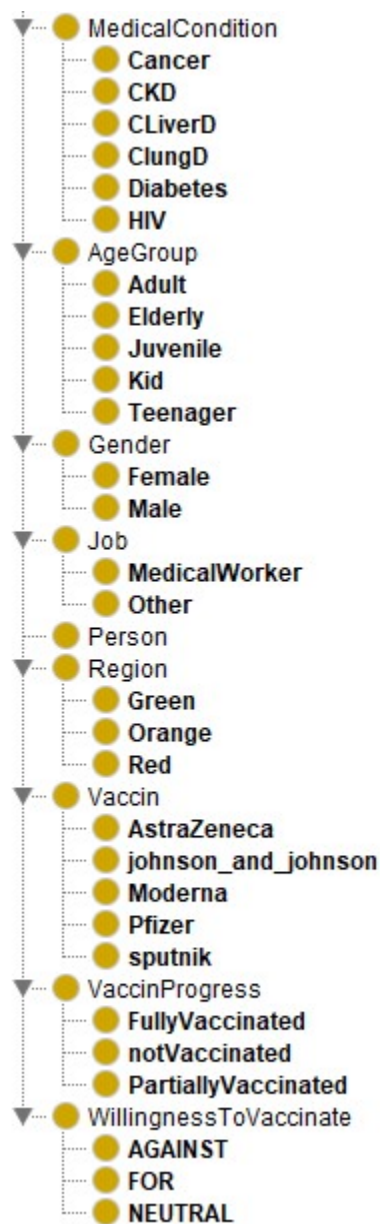 MedicalCondition
Cancer
CKD
CLiverD
ClungD
Diabetes
HIV
AgeGroup
Adult
Elderly
Juvenile
Kid
Teenager
Gender
Female
Male
Job
MedicalWorker
Other
Person
Region
Green
Orange
Red
Vaccin
AstraZeneca
johnson_and_johnson
Moderna
Pfizer
sputnik
VaccinProgress
FullyVaccinated
notVaccinated
PartiallyVaccinated
WillingnessToVaccinate
AGAINST
FOR
NEUTRAL